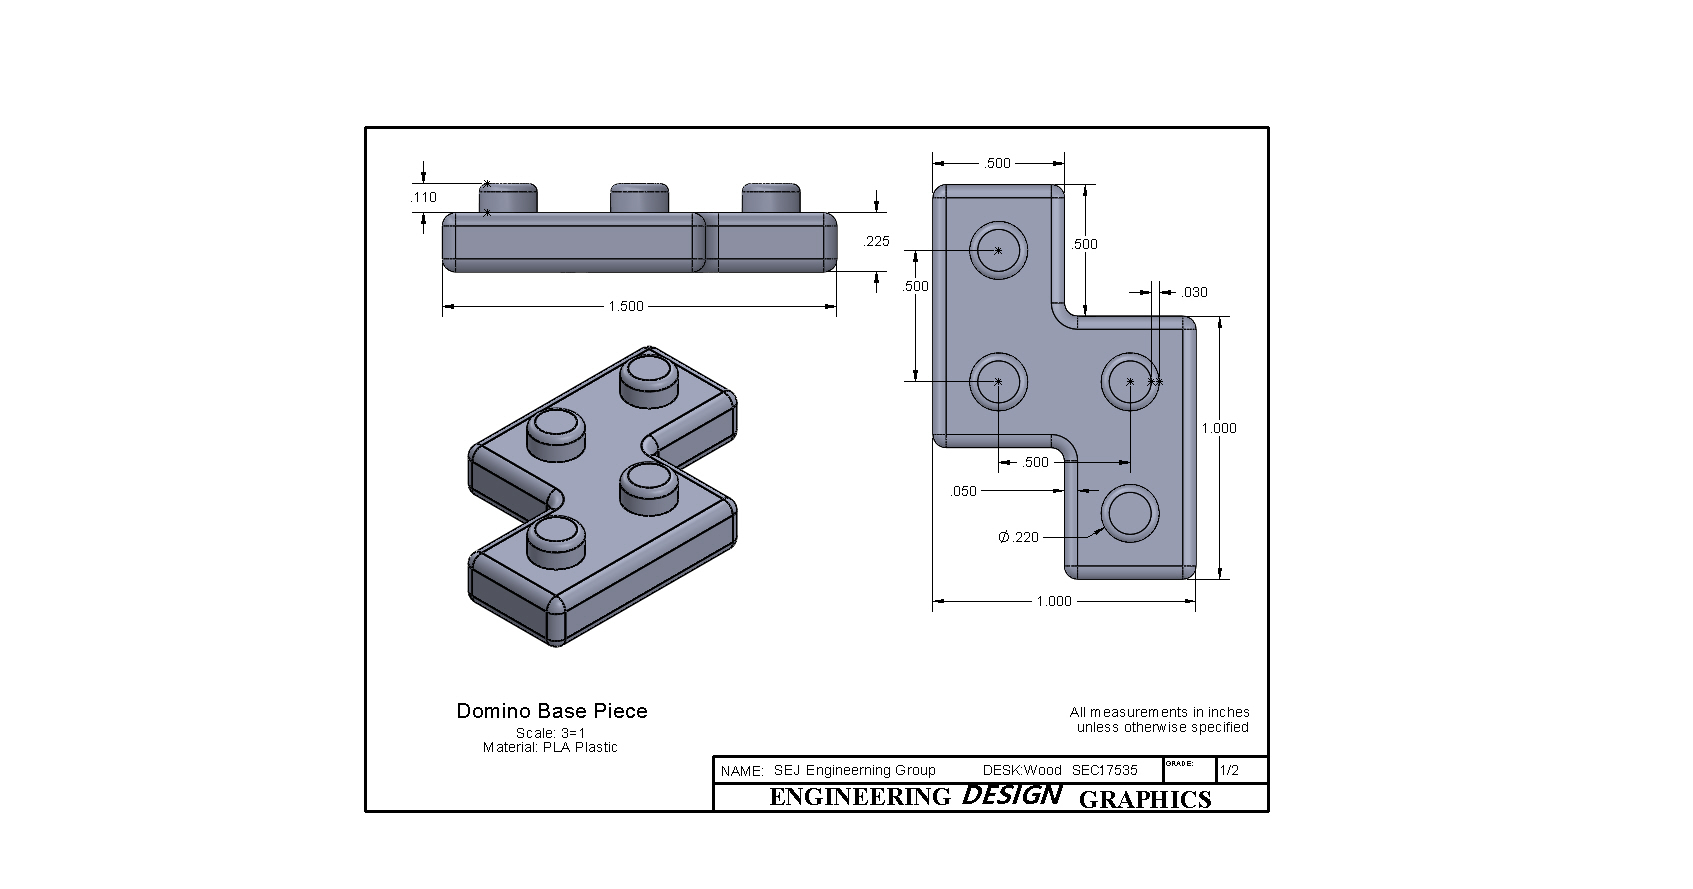 .500
.110
.500
.225
.500
.030
1.500
1.000
.500
.050
Ø.220
1.000
Domino Base Piece
Scale: 3=1
Material: PLA Plastic
All measurements in inches
unless otherwise specified
NAME: SEJ Engineerning Group DESK:Wood SEC17535 GRADE: 1/2
ENGINEERING DESIGN GRAPHICS